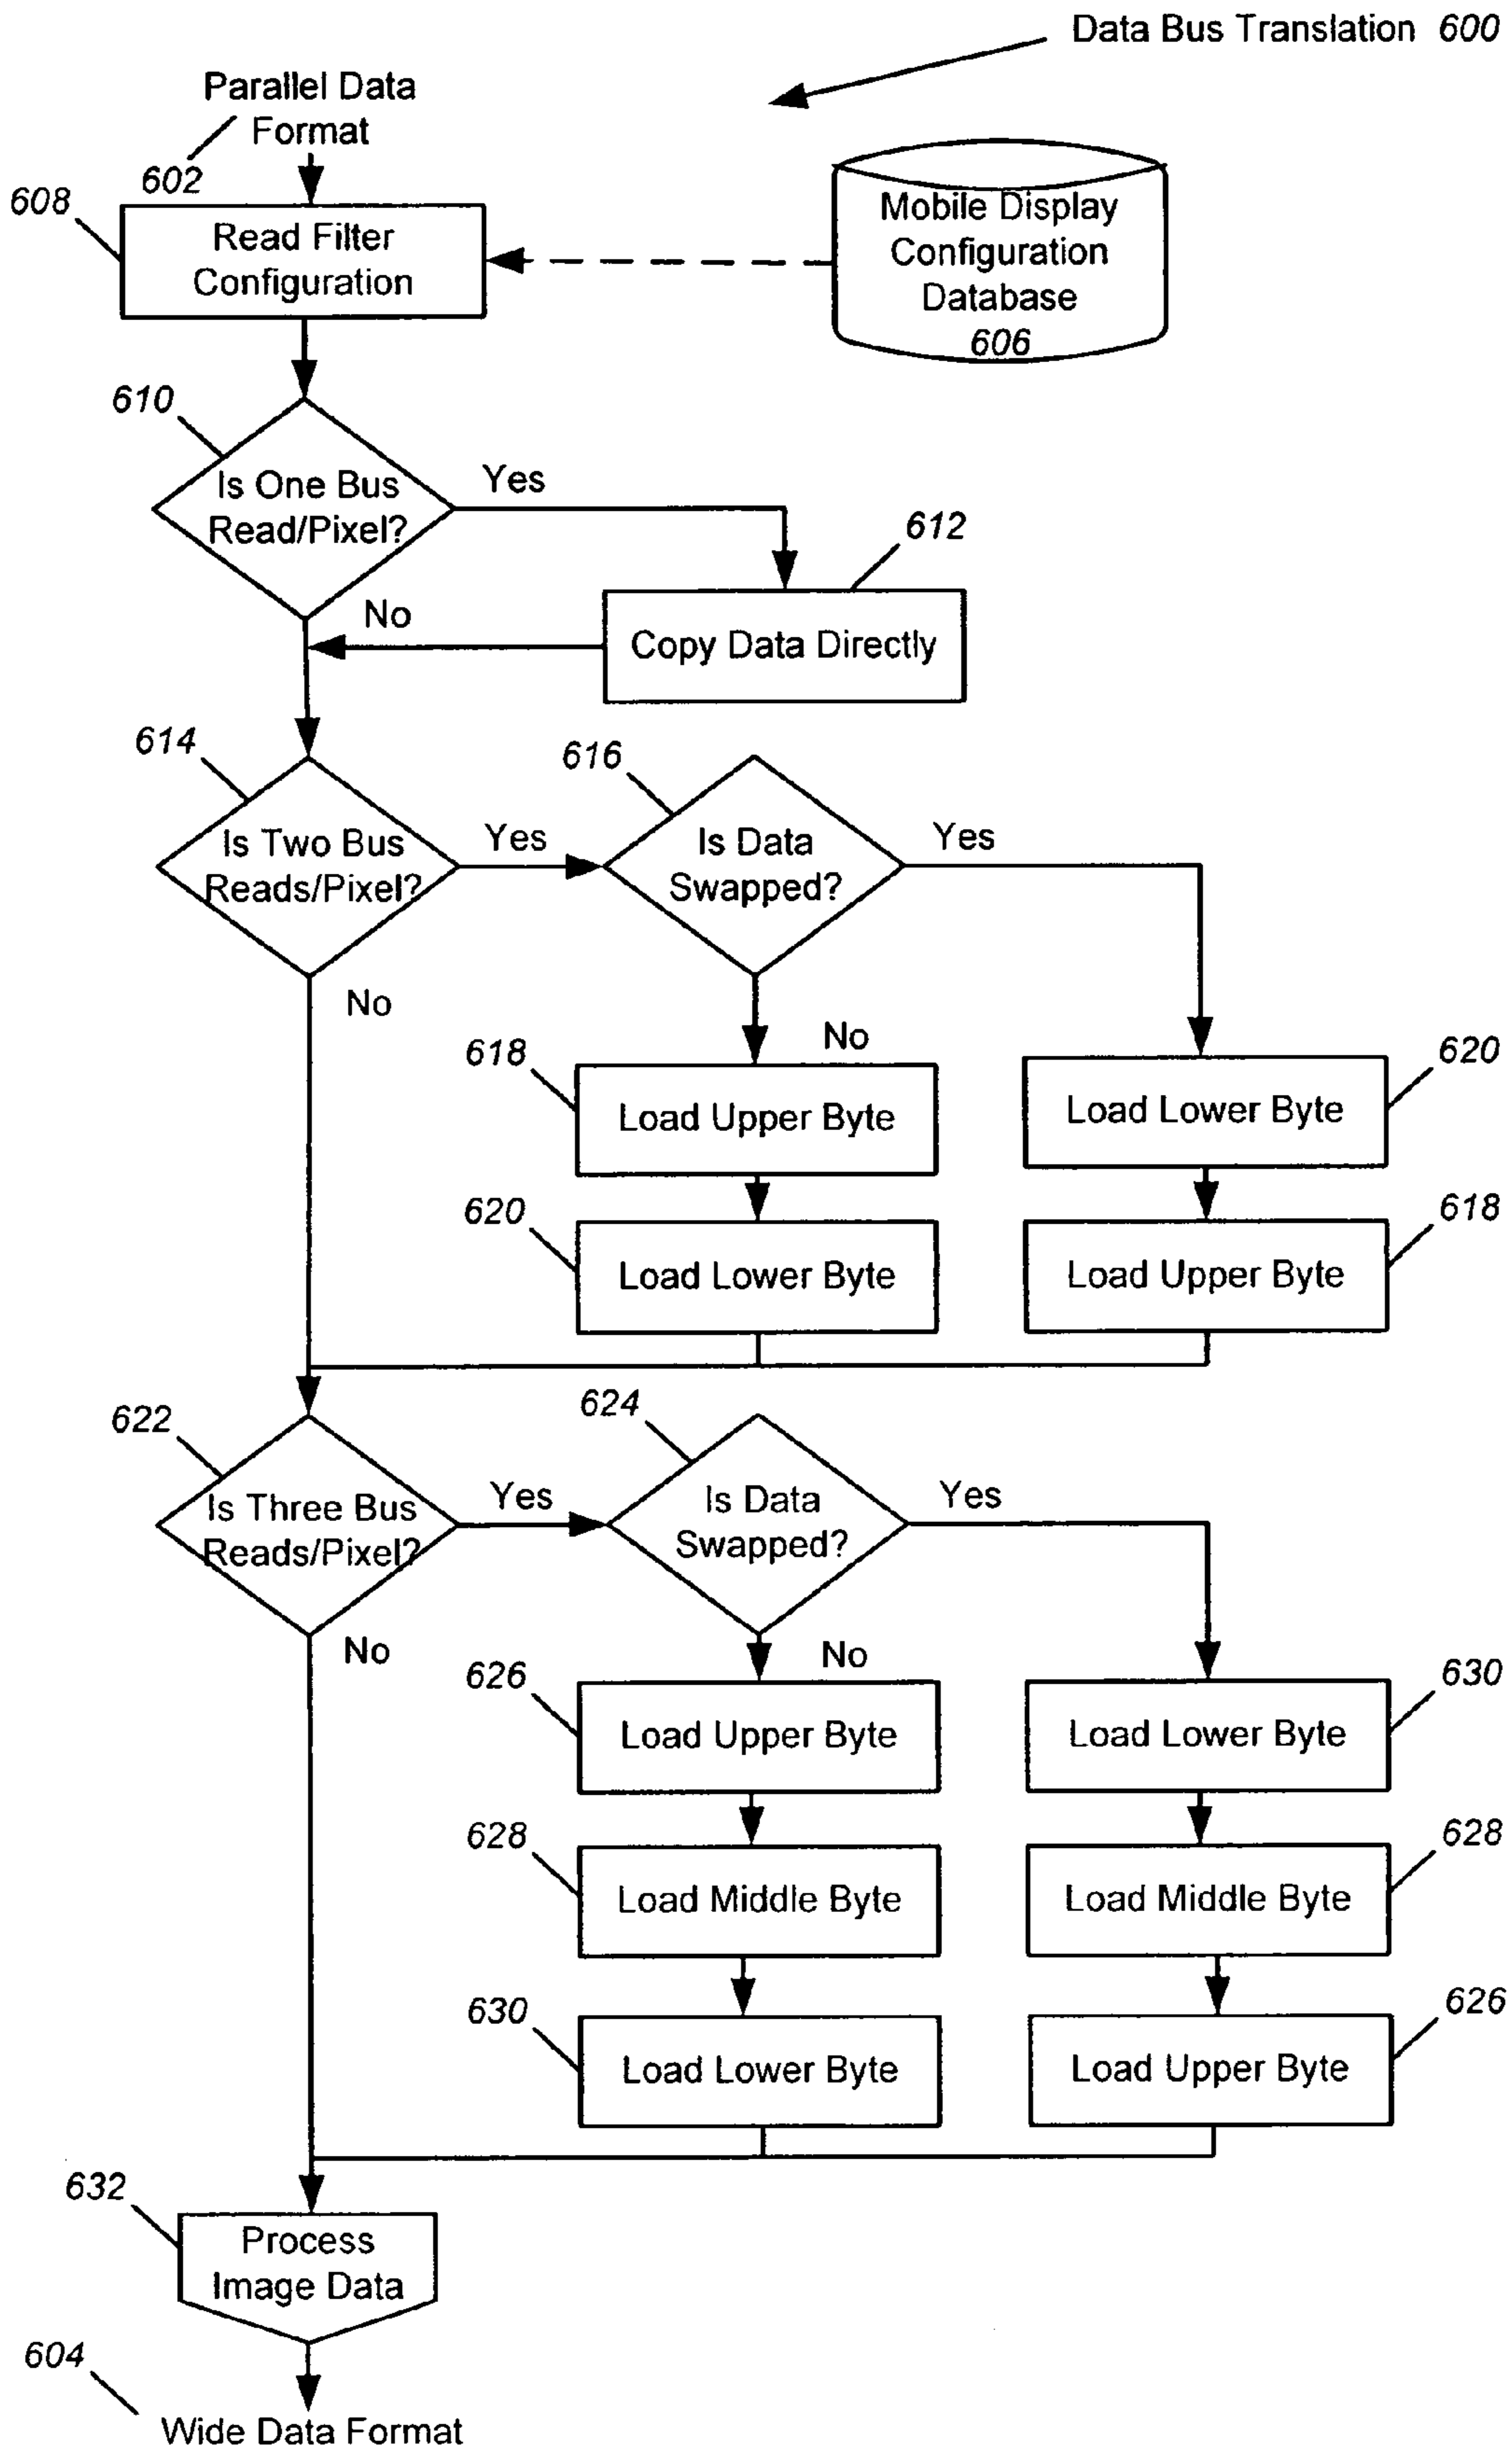 Data Bus Translation 600
Parallel Data
Format
602
608
Read Filter
Configuration
Mobile Display
Configuration
Database
606
610
Is One Bus
Read/Pixel?
Yes
612
No
Copy Data Directly
614
Is Two Bus
Reads/Pixel?
Yes
616
Is Data
Swapped?
Yes
No
No
618
Load Upper Byte
620
Load Lower Byte
620
Load Lower Byte
618
Load Upper Byte
622
Is Three Bus
Reads/Pixel?
Yes
624
Is Data
Swapped?
Yes
No
No
626
Load Upper Byte
630
Load Lower Byte
628
Load Middle Byte
628
Load Middle Byte
630
Load Lower Byte
626
Load Upper Byte
632
Process
Image Data
604
Wide Data Format